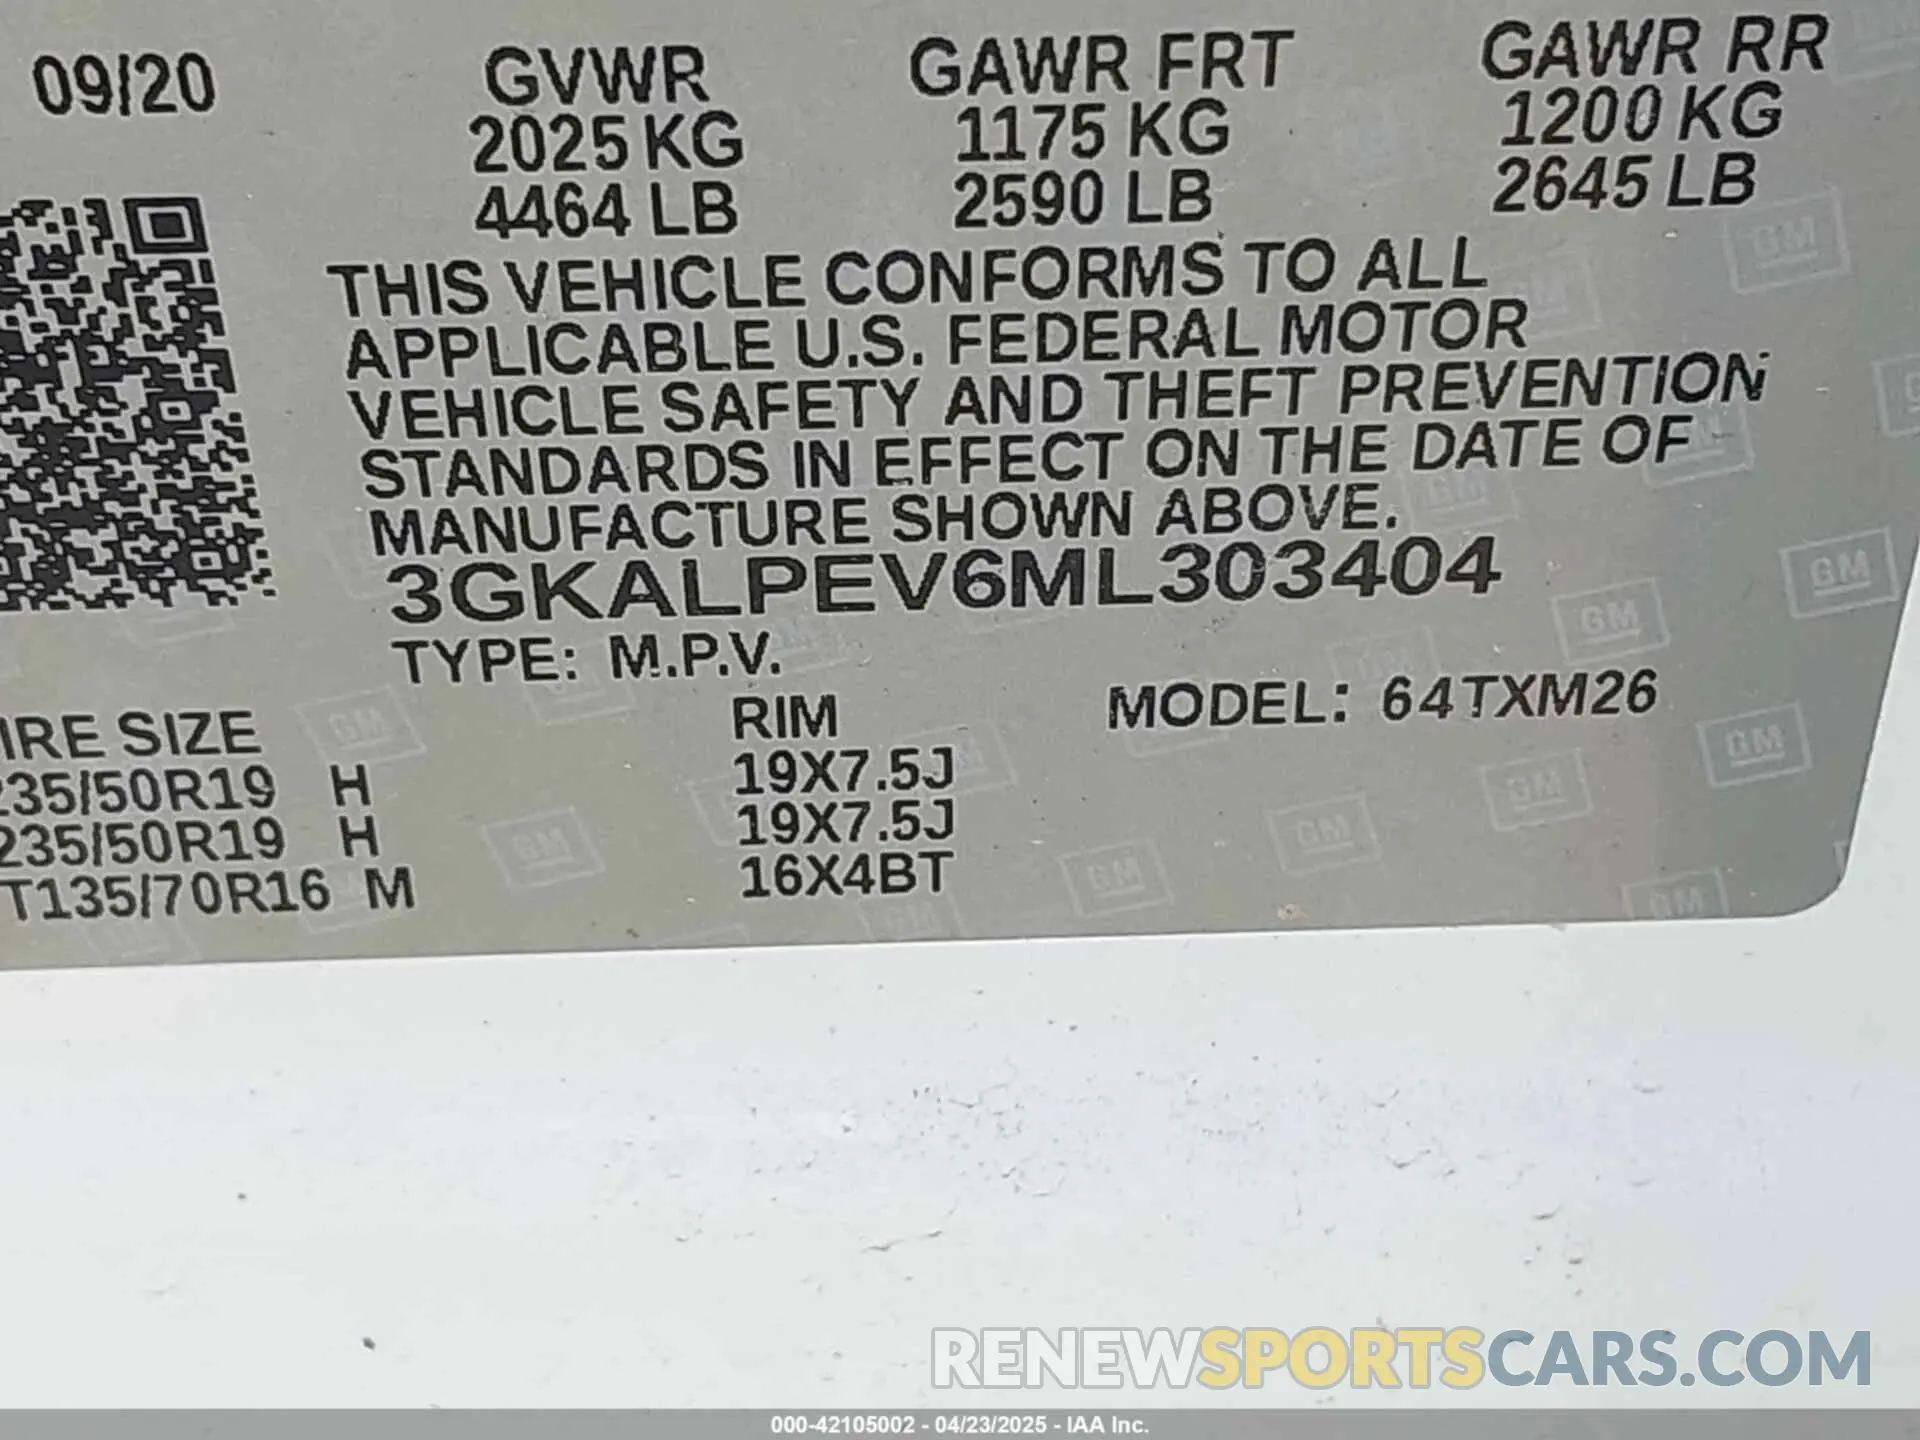 09/20 GVWR GAWR FRT GAWR RR
2025 KG 1175 KG 1200 KG
4464 LB 2590 LB 2645 LB
THIS VEHICLE CONFORMS TO ALL
APPLICABLE U.S. FEDERAL MOTOR
VEHICLE SAFETY AND THEFT PREVENTION
STANDARDS IN EFFECT ON THE DATE OF
MANUFACTURE SHOWN ABOVE.
3GKALPEV6ML303404
TYPE: M.P.V.
IRE SIZE RIM MODEL: 64TXM26
235/50R19 H 19X7.5J
235/50R19 H 19X7.5J
T135/70R16 M 16X4BT
GM
RENEWSPORTSCARS.COM
000-42105002 - 04/23/2025 - IAA Inc.